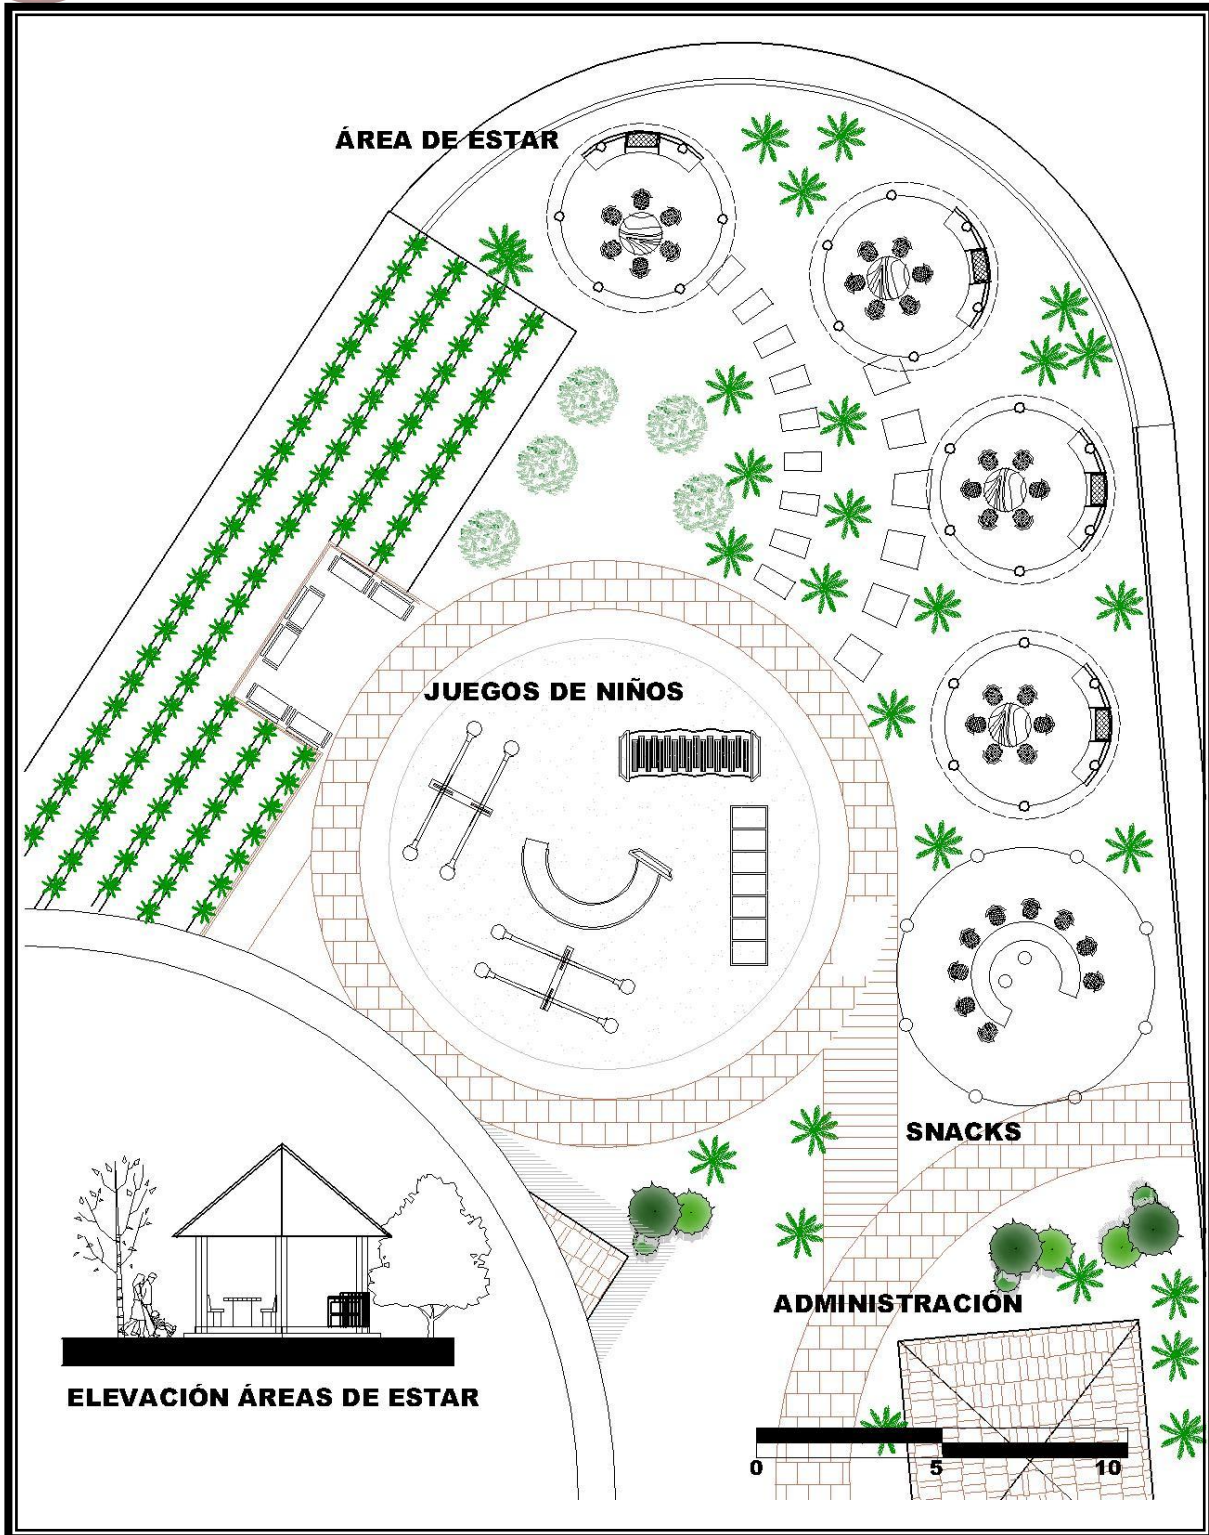 ÁREA DE ESTAR
JUEGOS DE NIÑOS
SNACKS
ADMINISTRACIÓN
ELEVACIÓN ÁREAS DE ESTAR
0 5 10